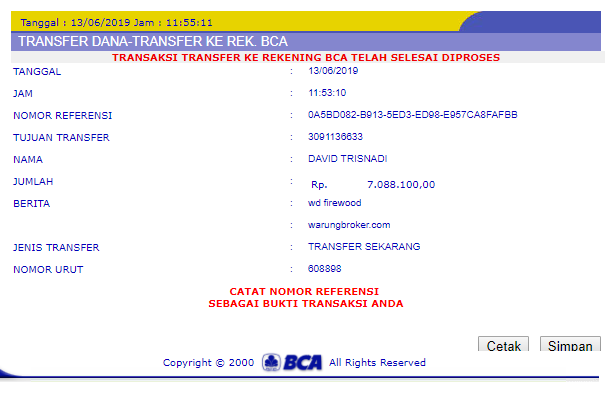 Tanggal : 13/06/2019 Jam : 11:55:11
TRANSFER DANA-TRANSFER KE REK. BCA
TRANSAKSI TRANSFER KE REKENING BCA TELAH SELESAI DIPROSES
TANGGAL : 13/06/2019
JAM : 11:53:10
NOMOR REFERENSI : 0A5BD082-B913-5ED3-ED98-E957CA8FAFBB
TUJUAN TRANSFER : 3091136633
NAMA : DAVID TRISNADI
JUMLAH : Rp. 7.088.100,00
BERITA : wd firewood
: warungbroker.com
JENIS TRANSFER : TRANSFER SEKARANG
NOMOR URUT : 608898
CATAT NOMOR REFERENSI
SEBAGAI BUKTI TRANSAKSI ANDA
Cetak Simpan
Copyright © 2000 BCA All Rights Reserved